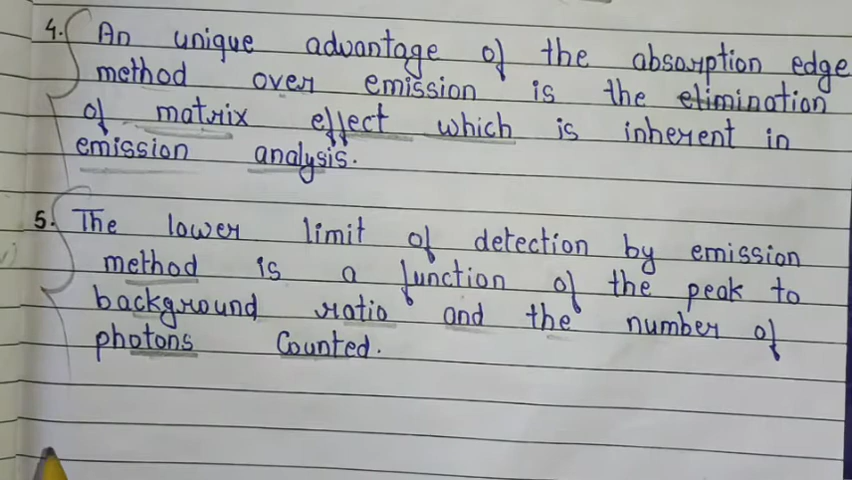 4. An unique advantage of the absorption edge
method over emission is the elimination
of matrix effect which is inherent in
emission analysis.
5. The lower limit of detection by emission
method is a function of the peak to
background ratio and the number of
photons Counted.